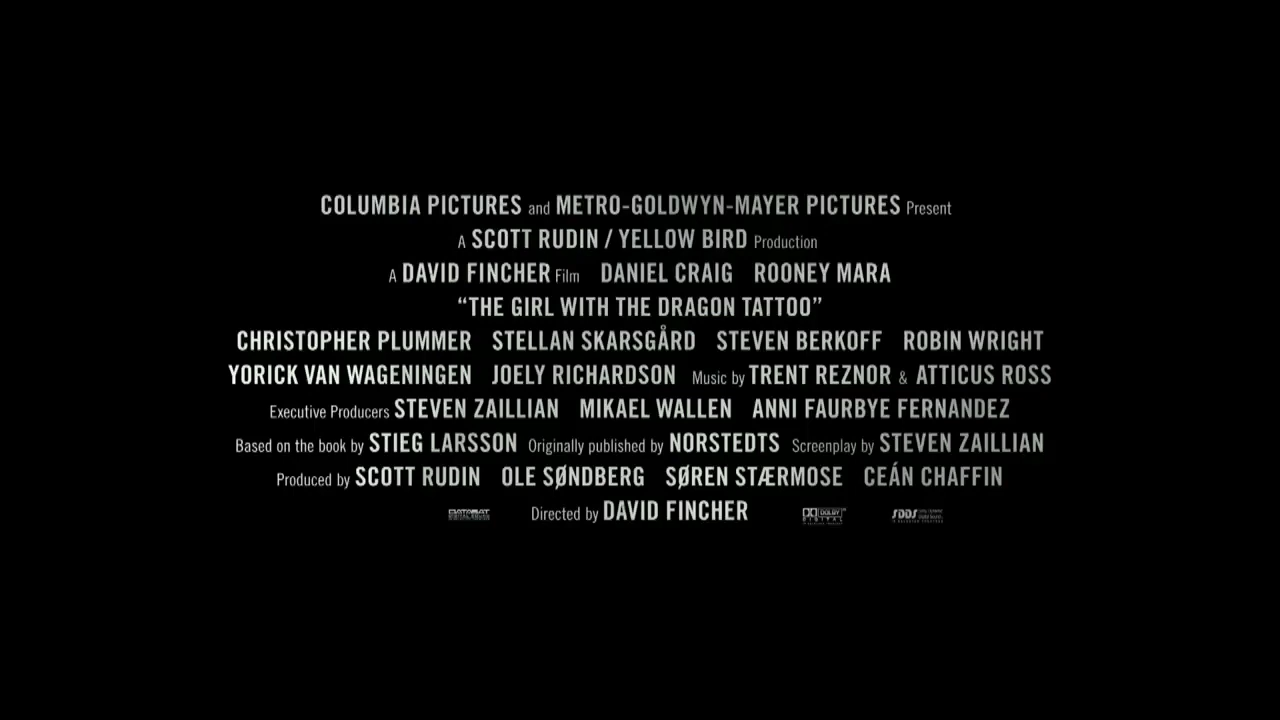 COLUMBIA PICTURES and METRO-GOLDWYN-MAYER PICTURES Present
A SCOTT RUDIN / YELLOW BIRD Production
A DAVID FINCHER Film DANIEL CRAIG ROONEY MARA
“THE GIRL WITH THE DRAGON TATTOO”
CHRISTOPHER PLUMMER STELLAN SKARSGÅRD STEVEN BERKOFF ROBIN WRIGHT
YORICK VAN WAGENINGEN JOELY RICHARDSON Music by TRENT REZNOR & ATTICUS ROSS
Executive Producers STEVEN ZAILLIAN MIKAEL WALLEN ANNI FAURBYE FERNANDEZ
Based on the book by STIEG LARSSON Originally published by NORSTEDTS Screenplay by STEVEN ZAILLIAN
Produced by SCOTT RUDIN OLE SØNDBERG SØREN STÆRMOSE CEÁN CHAFFIN
DATASAT Directed by DAVID FINCHER DOLBY DIGITAL SDDS